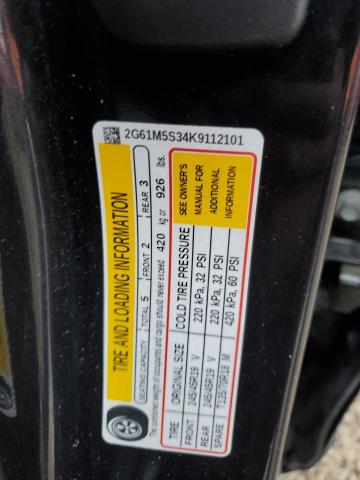 2G61M5S34K9112101
TIRE AND LOADING INFORMATION
SEATING CAPACITY TOTAL 5 FRONT 2 REAR 3
The combined weight of occupants and cargo should never exceed 420 kg or 926 lbs.
TIRE ORIGINAL SIZE COLD TIRE PRESSURE
FRONT 245/45R19 V 220 kPa, 32 PSI
REAR 245/45R19 V 220 kPa, 32 PSI
SPARE T135/70R18 M 420 kPa, 60 PSI
SEE OWNER'S
MANUAL FOR
ADDITIONAL
INFORMATION